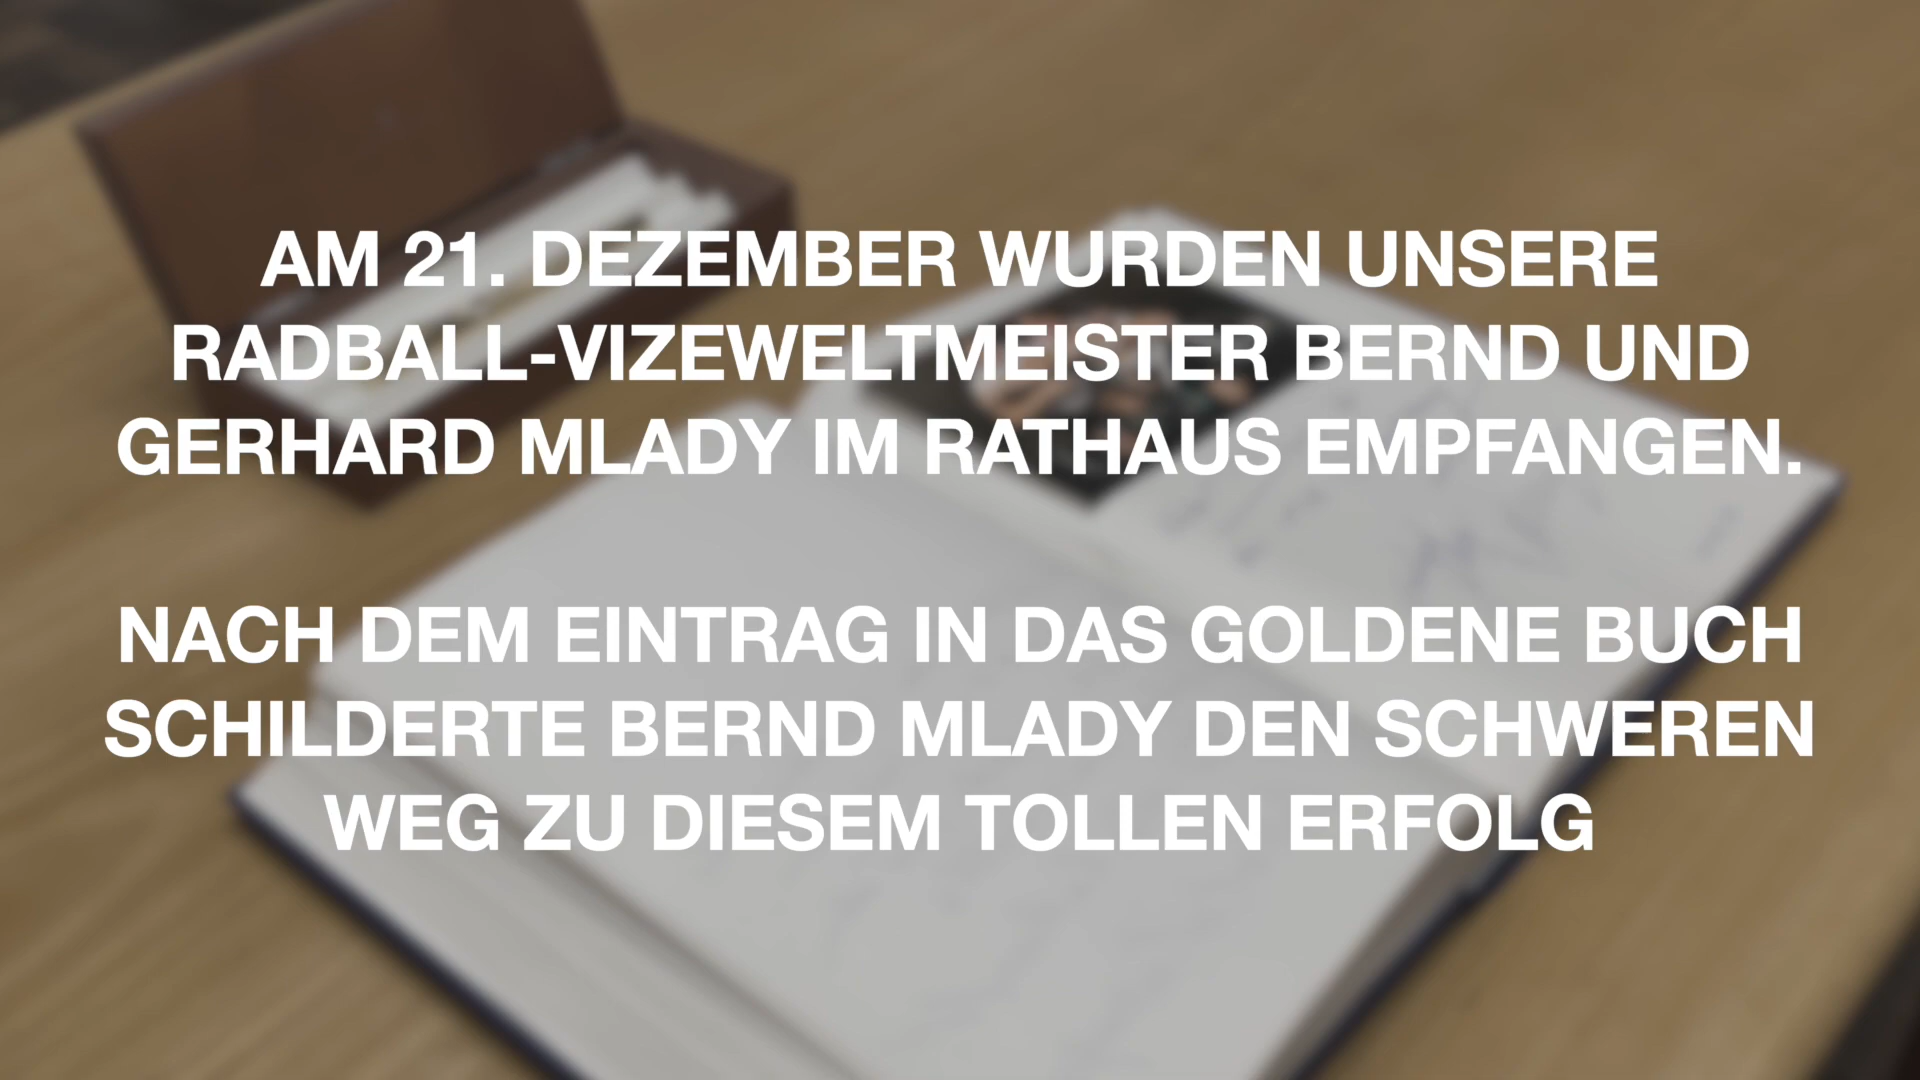 AM 21. DEZEMBER WURDEN UNSERE
RADBALL-VIZEWELTMEISTER BERND UND
GERHARD MLADY IM RATHAUS EMPFANGEN.
NACH DEM EINTRAG IN DAS GOLDENE BUCH
SCHILDERTE BERND MLADY DEN SCHWEREN
WEG ZU DIESEM TOLLEN ERFOLG